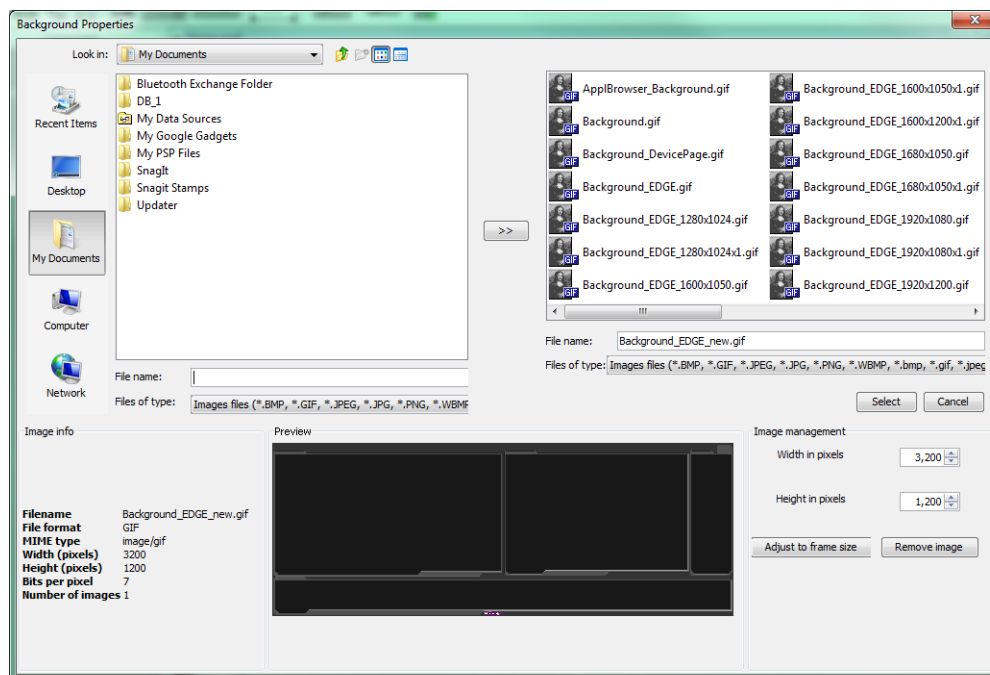 Background Properties
Look in:
My Documents
Recent Items
Desktop
My Documents
Computer
Network
Bluetooth Exchange Folder
DB_1
My Data Sources
My Google Gadgets
My PSP Files
SnagIt
Snagit Stamps
Updater
File name:
Files of type: Images files (*.BMP, *.GIF, *.JPEG, *.JPG, *.PNG, *.WBMP
>>
ApplBrowser_Background.gif
Background.gif
Background_DevicePage.gif
Background_EDGE.gif
Background_EDGE_1280x1024.gif
Background_EDGE_1280x1024x1.gif
Background_EDGE_1600x1050.gif
Background_EDGE_1600x1050x1.gif
Background_EDGE_1600x1200x1.gif
Background_EDGE_1680x1050.gif
Background_EDGE_1680x1050x1.gif
Background_EDGE_1920x1080.gif
Background_EDGE_1920x1080x1.gif
Background_EDGE_1920x1200.gif
File name: Background_EDGE_new.gif
Files of type: Images files (*.BMP, *.GIF, *.JPEG, *.JPG, *.PNG, *.WBMP, *.bmp, *.gif, *.jpeg
Select Cancel
Image info
Filename Background_EDGE_new.gif
File format GIF
MIME type image/gif
Width (pixels) 3200
Height (pixels) 1200
Bits per pixel 7
Number of images 1
Preview
Image management
Width in pixels 3,200
Height in pixels 1,200
Adjust to frame size Remove image